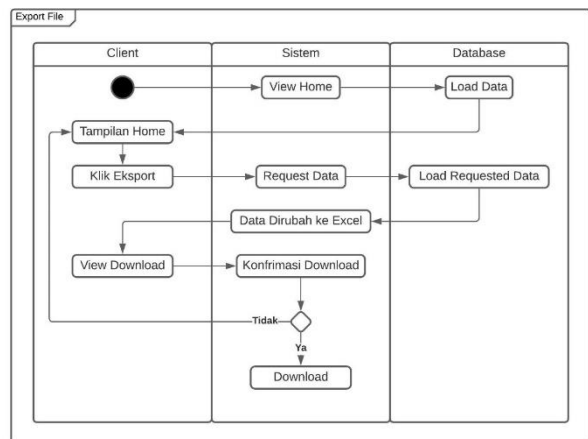 Export File
Client
Sistem
Database
View Home
Load Data
Tampilan Home
Klik Eksport
Request Data
Load Requested Data
Data Dirubah ke Excel
View Download
Konfrimasi Download
Tidak
Ya
Download